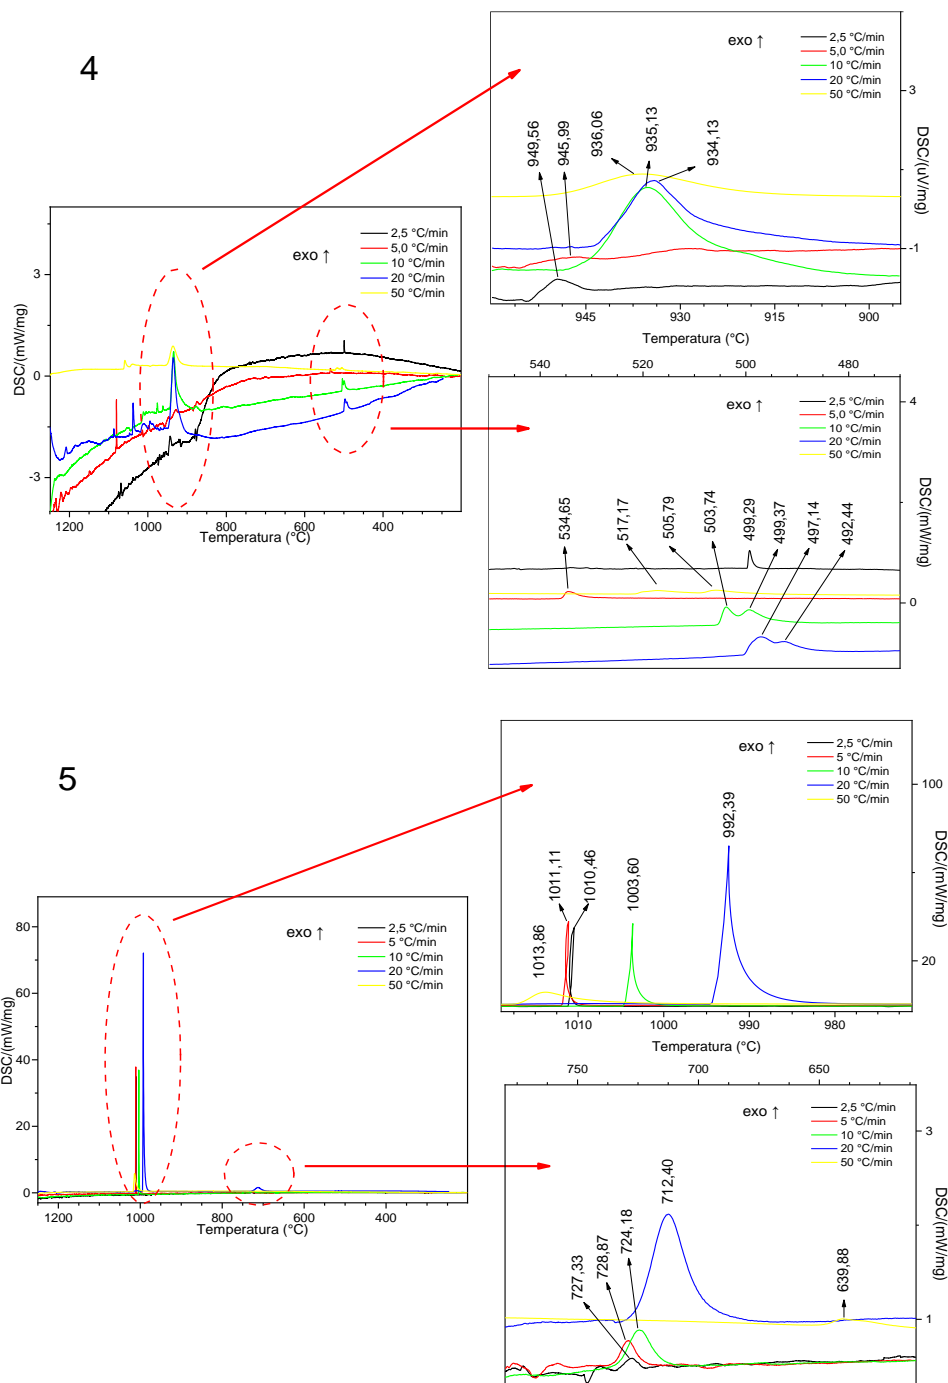 4
exo ↑
2,5 °C/min
5,0 °C/min
10 °C/min
20 °C/min
50 °C/min
949,56
945,99
936,06
935,13
934,13
3
-1
DSC/(uV/mg)
945
930
915
900
Temperatura (°C)
exo ↑
2,5 °C/min
5,0 °C/min
10 °C/min
20 °C/min
50 °C/min
3
0
-3
DSC/(mW/mg)
1200
1000
800
600
400
Temperatura (°C)
540
520
500
480
exo ↑
2,5 °C/min
5,0 °C/min
10 °C/min
20 °C/min
50 °C/min
534,65
517,17
505,79
503,74
499,29
499,37
497,14
492,44
4
0
DSC/(mW/mg)
5
exo ↑
2,5 °C/min
5 °C/min
10 °C/min
20 °C/min
50 °C/min
1013,86
1011,11
1010,46
1003,60
992,39
100
20
DSC/(mW/mg)
1010
1000
990
980
Temperatura (°C)
exo ↑
2,5 °C/min
5 °C/min
10 °C/min
20 °C/min
50 °C/min
80
60
40
20
0
DSC/(mW/mg)
1200
1000
800
600
400
Temperatura (°C)
750
700
650
exo ↑
2,5 °C/min
5 °C/min
10 °C/min
20 °C/min
50 °C/min
727,33
728,87
724,18
712,40
639,88
3
1
DSC/(mW/mg)